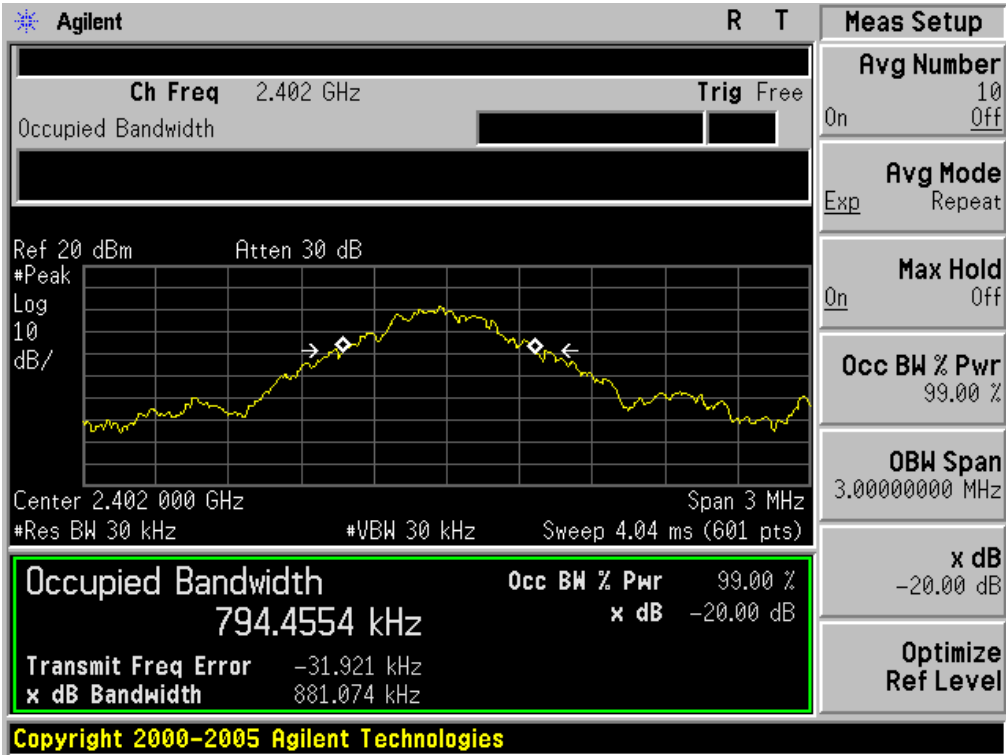 Agilent R T
Ch Freq 2.402 GHz Trig Free
Occupied Bandwidth
Ref 20 dBm Atten 30 dB
#Peak
Log
10
dB/
Center 2.402 000 GHz Span 3 MHz
#Res BW 30 kHz #VBW 30 kHz Sweep 4.04 ms (601 pts)
Occupied Bandwidth Occ BW % Pwr 99.00 %
794.4554 kHz x dB -20.00 dB
Transmit Freq Error -31.921 kHz
x dB Bandwidth 881.074 kHz
Copyright 2000-2005 Agilent Technologies
Meas Setup
Avg Number
10
On Off
Avg Mode
Exp Repeat
Max Hold
On Off
Occ BW % Pwr
99.00 %
OBW Span
3.00000000 MHz
x dB
-20.00 dB
Optimize
Ref Level